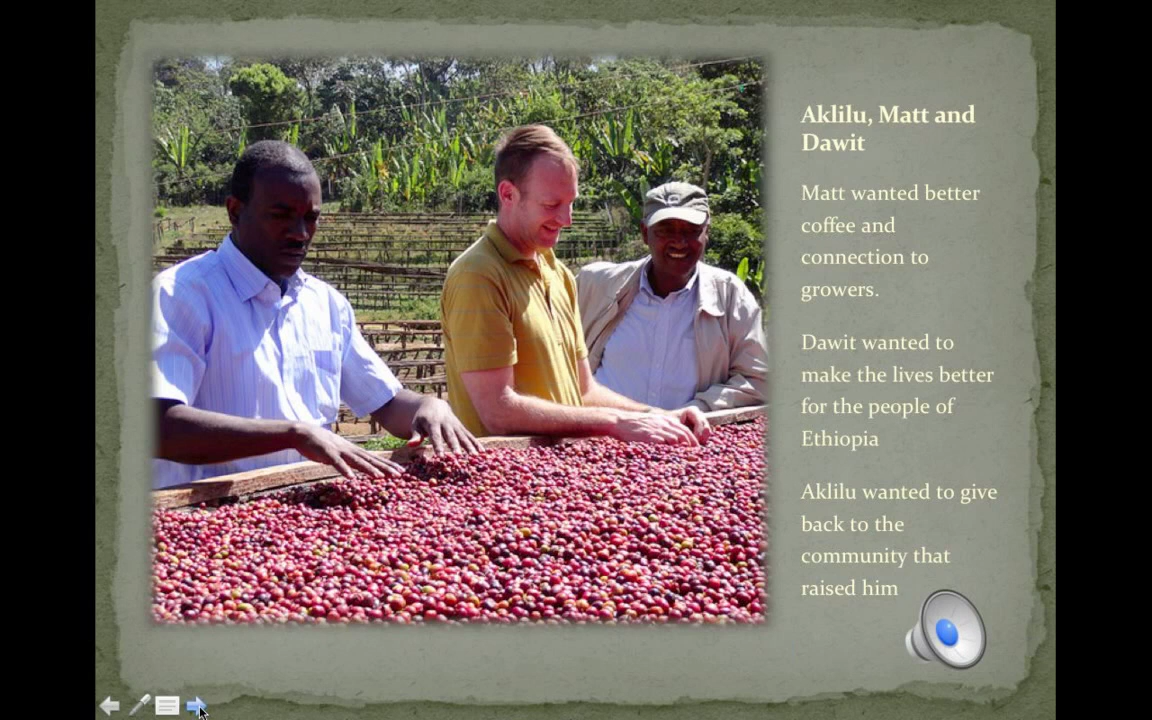 Aklilu, Matt and
Dawit
Matt wanted better
coffee and
connection to
growers.
Dawit wanted to
make the lives better
for the people of
Ethiopia
Aklilu wanted to give
back to the
community that
raised him